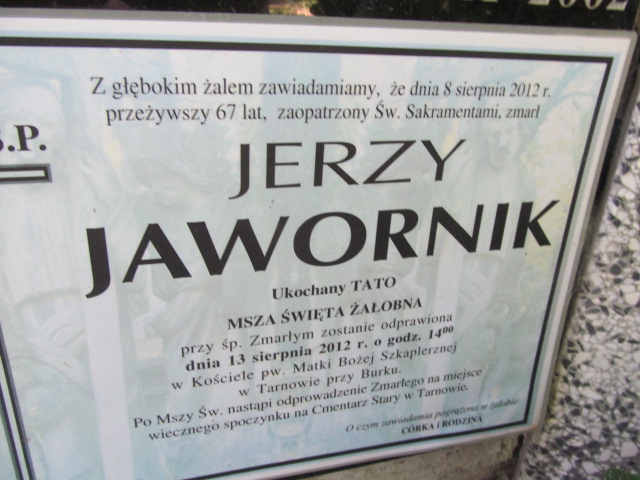 2002
Z głębokim żalem zawiadamiamy, że dnia 8 sierpnia 2012 r.
przeżywszy 67 lat, zaopatrzony Św. Sakramentami, zmarł
Ś.P.
JERZY
JAWORNIK
Ukochany TATO
MSZA ŚWIĘTA ŻAŁOBNA
przy śp. Zmarłym zostanie odprawiona
dnia 13 sierpnia 2012 r. o godz. 14⁰⁰
w Kościele pw. Matki Bożej Szkaplerznej
w Tarnowie przy Burku.
Po Mszy Św. nastąpi odprowadzenie Zmarłego na miejsce
wiecznego spoczynku na Cmentarz Stary w Tarnowie.
O czym zawiadamia pogrążona w żałobie:
CÓRKA i RODZINA